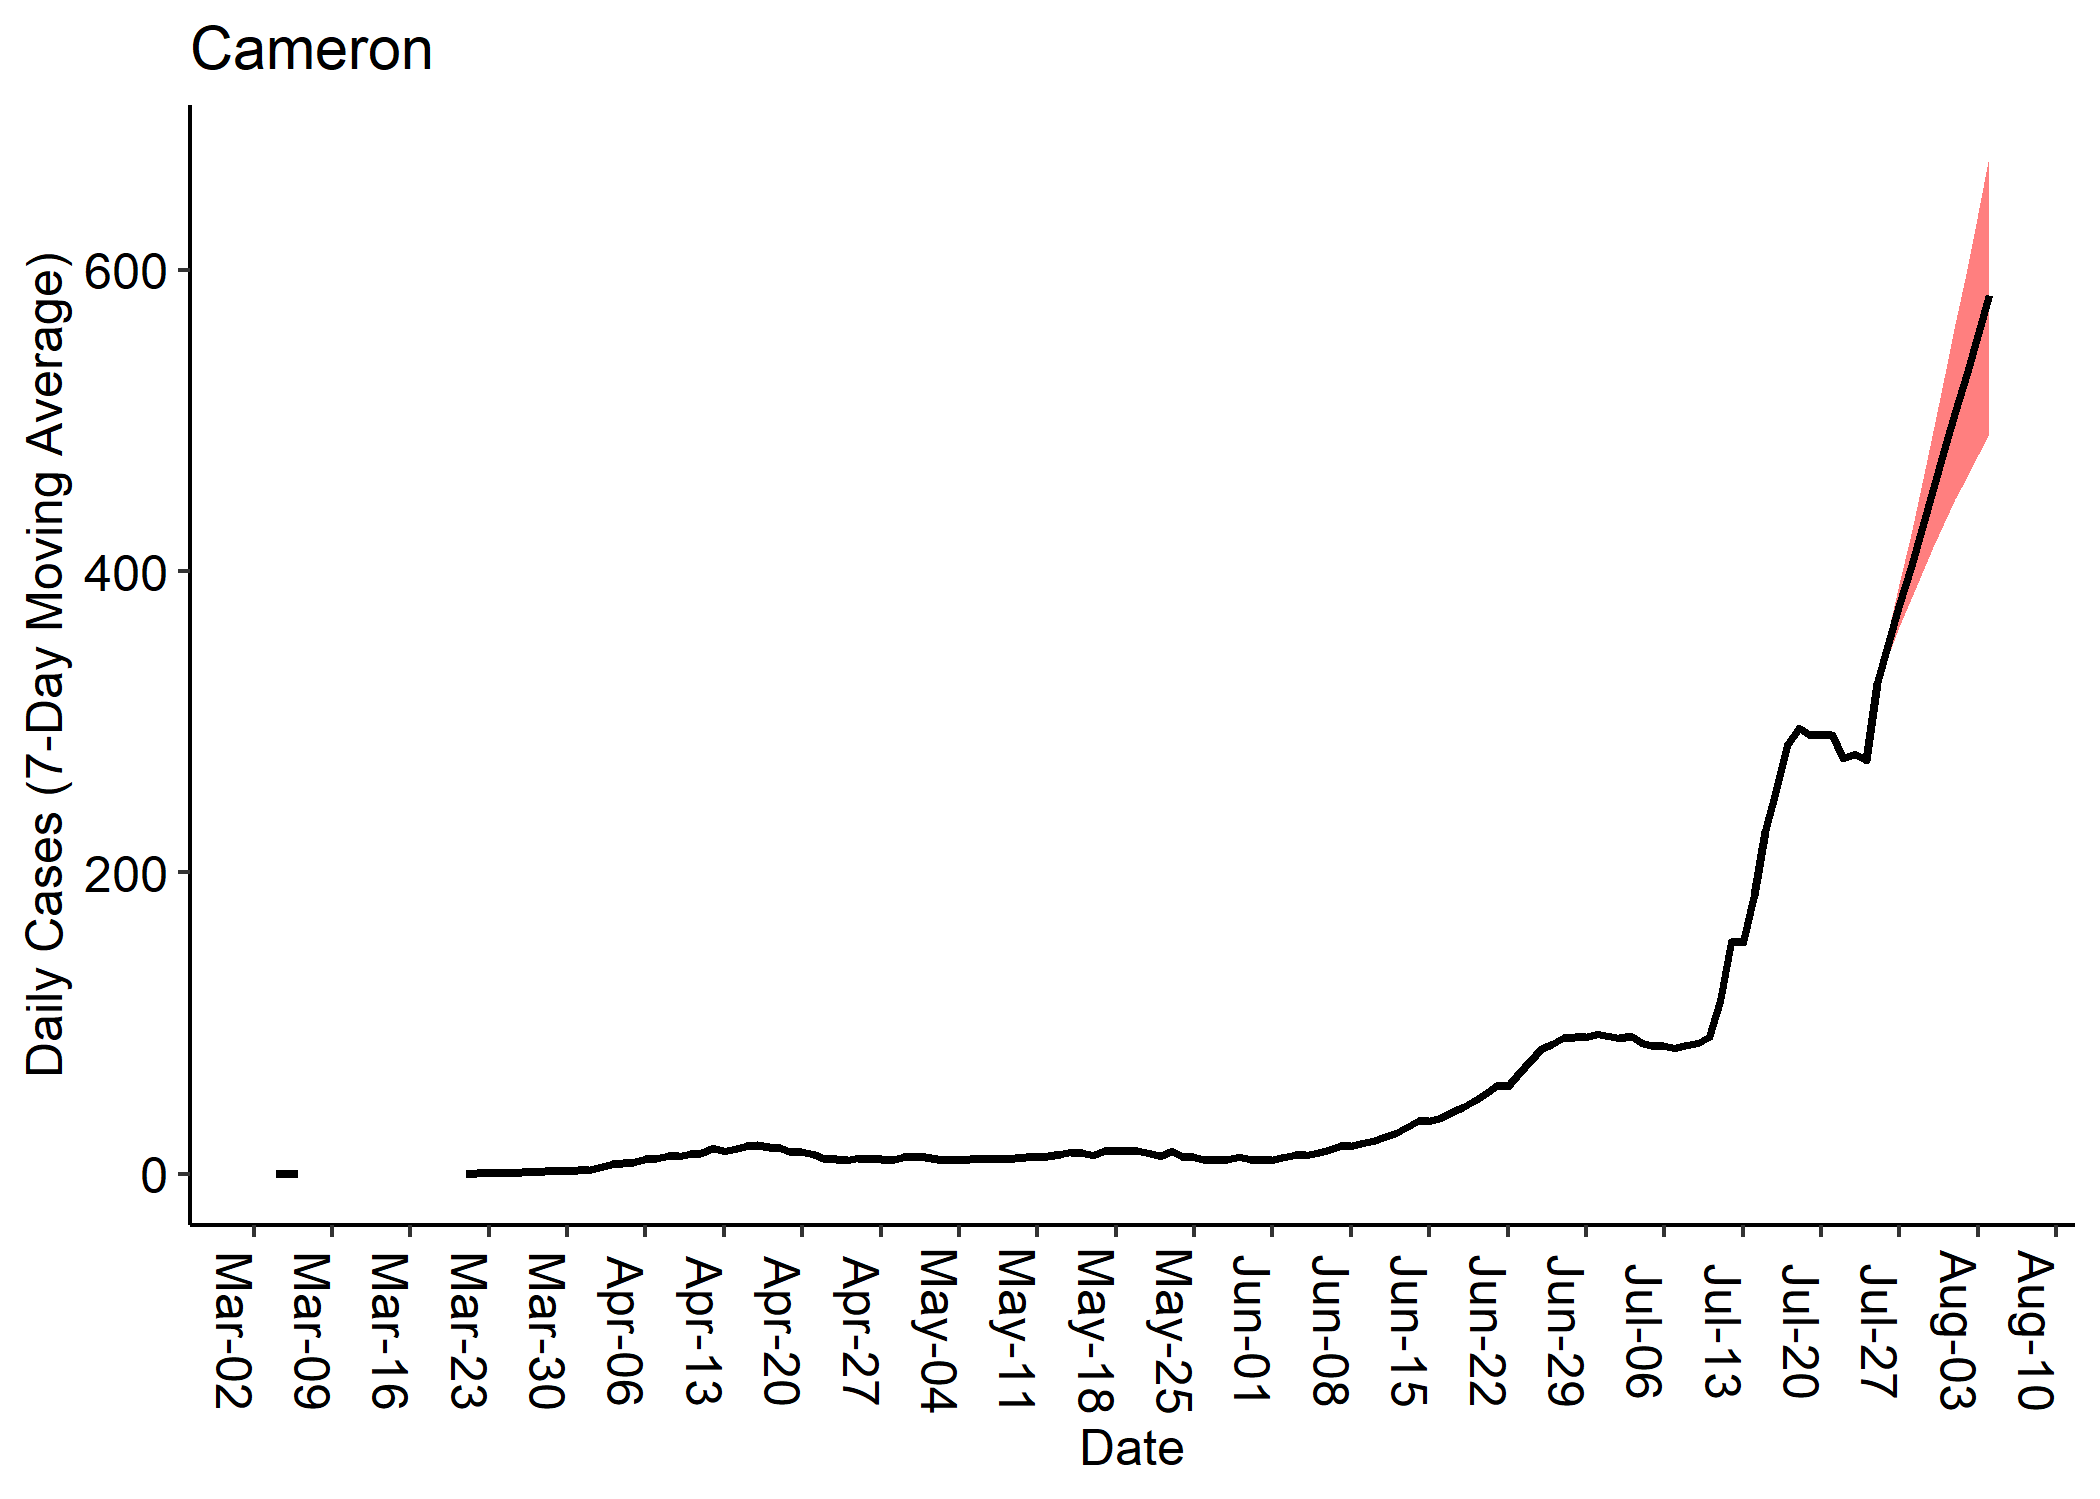 Cameron
Daily Cases (7-Day Moving Average)
600
400
200
0
Mar-02
Mar-09
Mar-16
Mar-23
Mar-30
Apr-06
Apr-13
Apr-20
Apr-27
May-04
May-11
May-18
May-25
Jun-01
Jun-08
Jun-15
Jun-22
Jun-29
Jul-06
Jul-13
Jul-20
Jul-27
Aug-03
Aug-10
Date